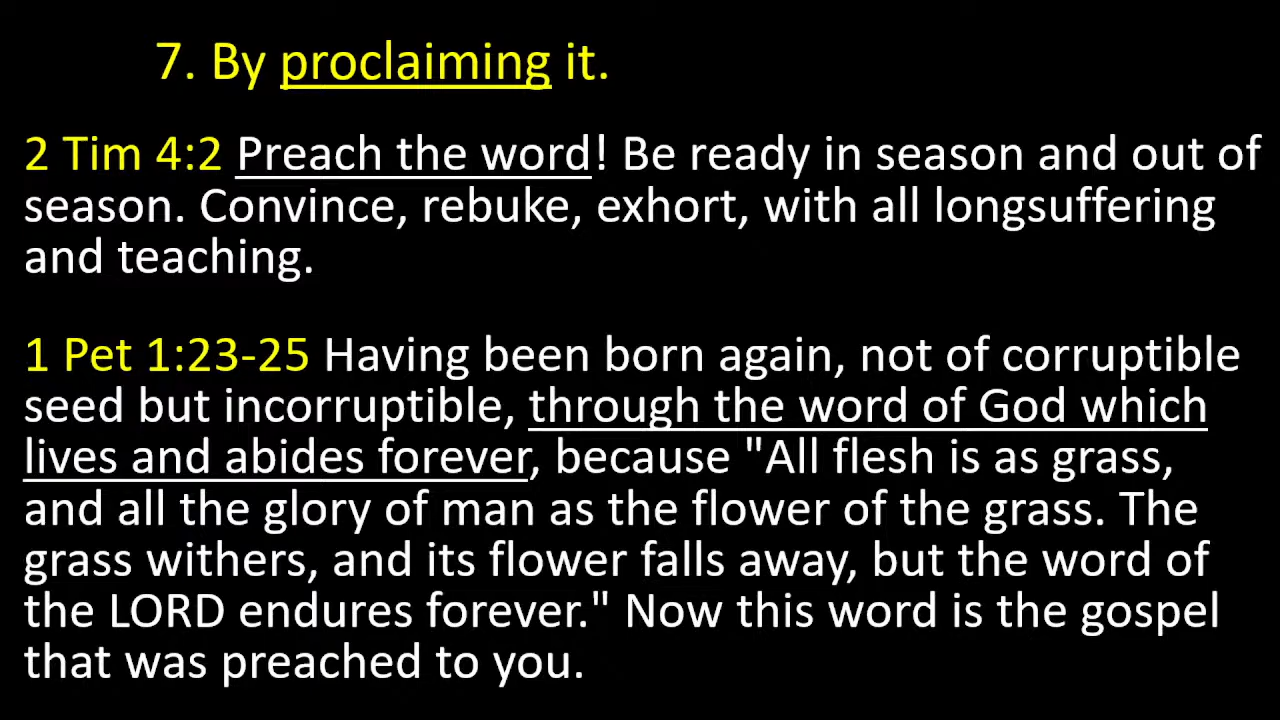 7. By proclaiming it.
2 Tim 4:2 Preach the word! Be ready in season and out of
season. Convince, rebuke, exhort, with all longsuffering
and teaching.
1 Pet 1:23-25 Having been born again, not of corruptible
seed but incorruptible, through the word of God which
lives and abides forever, because "All flesh is as grass,
and all the glory of man as the flower of the grass. The
grass withers, and its flower falls away, but the word of
the LORD endures forever." Now this word is the gospel
that was preached to you.